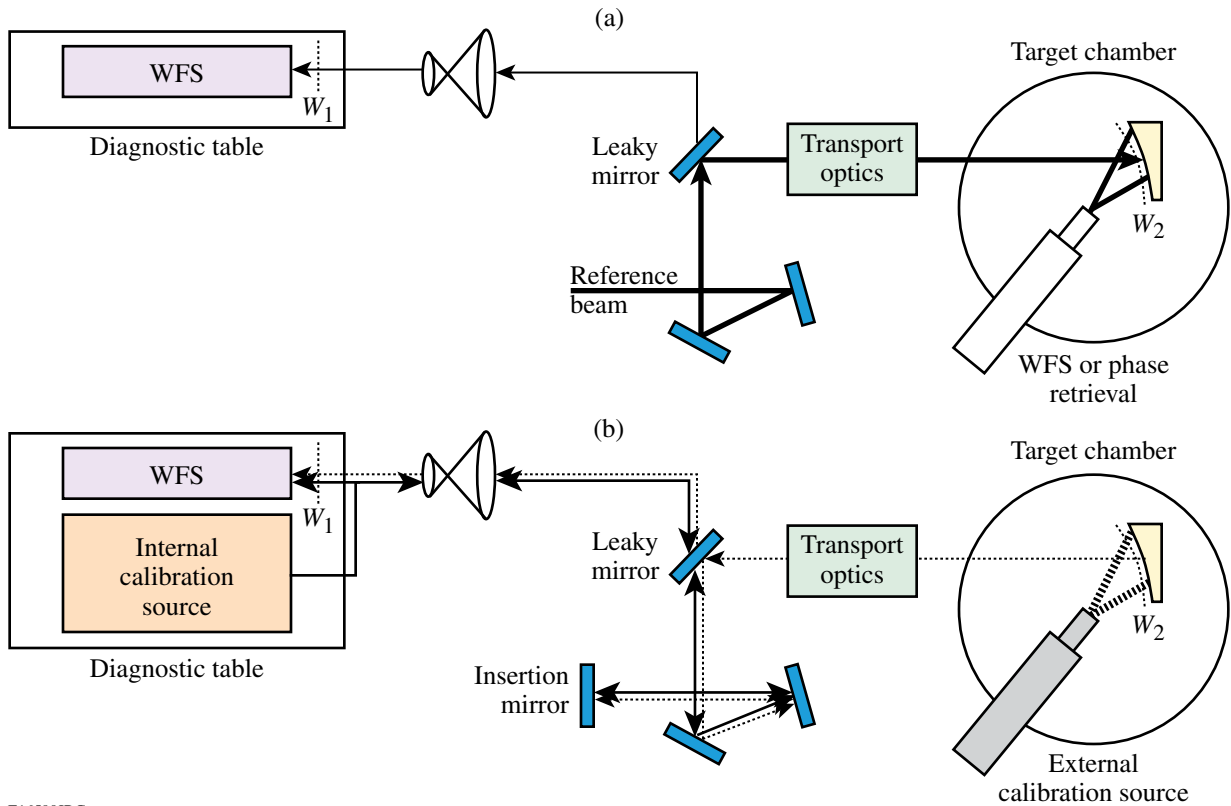 (a)
WFS
W1
Diagnostic table
Leaky
mirror
Transport
optics
Target chamber
W2
Reference
beam
WFS or phase
retrieval
(b)
WFS
W1
Internal
calibration
source
Diagnostic table
Leaky
mirror
Transport
optics
Target chamber
W2
Insertion
mirror
External
calibration source